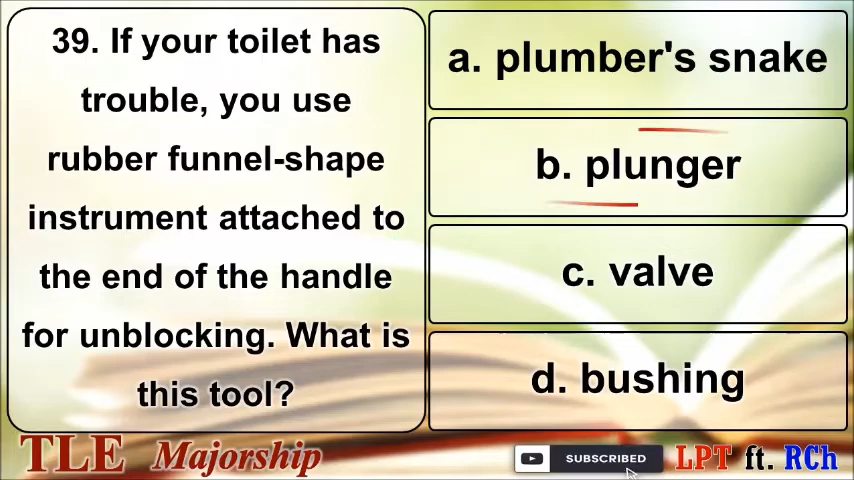 39. If your toilet has
trouble, you use
rubber funnel-shape
instrument attached to
the end of the handle
for unblocking. What is
this tool?
a. plumber's snake
b. plunger
c. valve
d. bushing
TLE Majorship
SUBSCRIBED
LPT ft. RCh